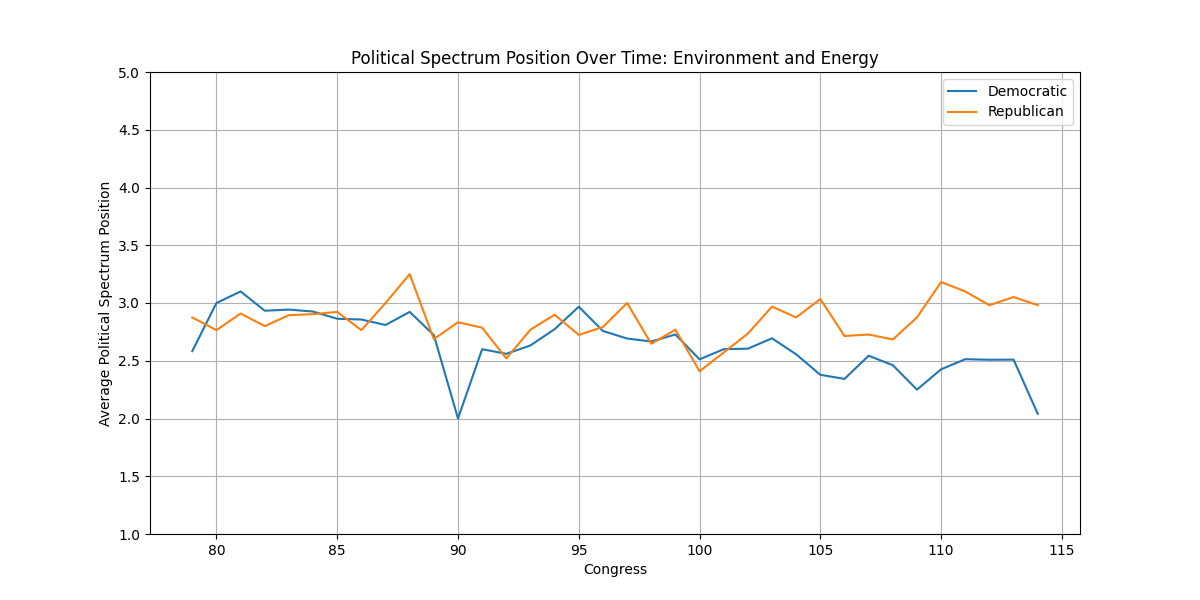 Political Spectrum Position Over Time: Environment and Energy
Democratic
Republican
Average Political Spectrum Position
5.0
4.5
4.0
3.5
3.0
2.5
2.0
1.5
1.0
80 85 90 95 100 105 110 115
Congress